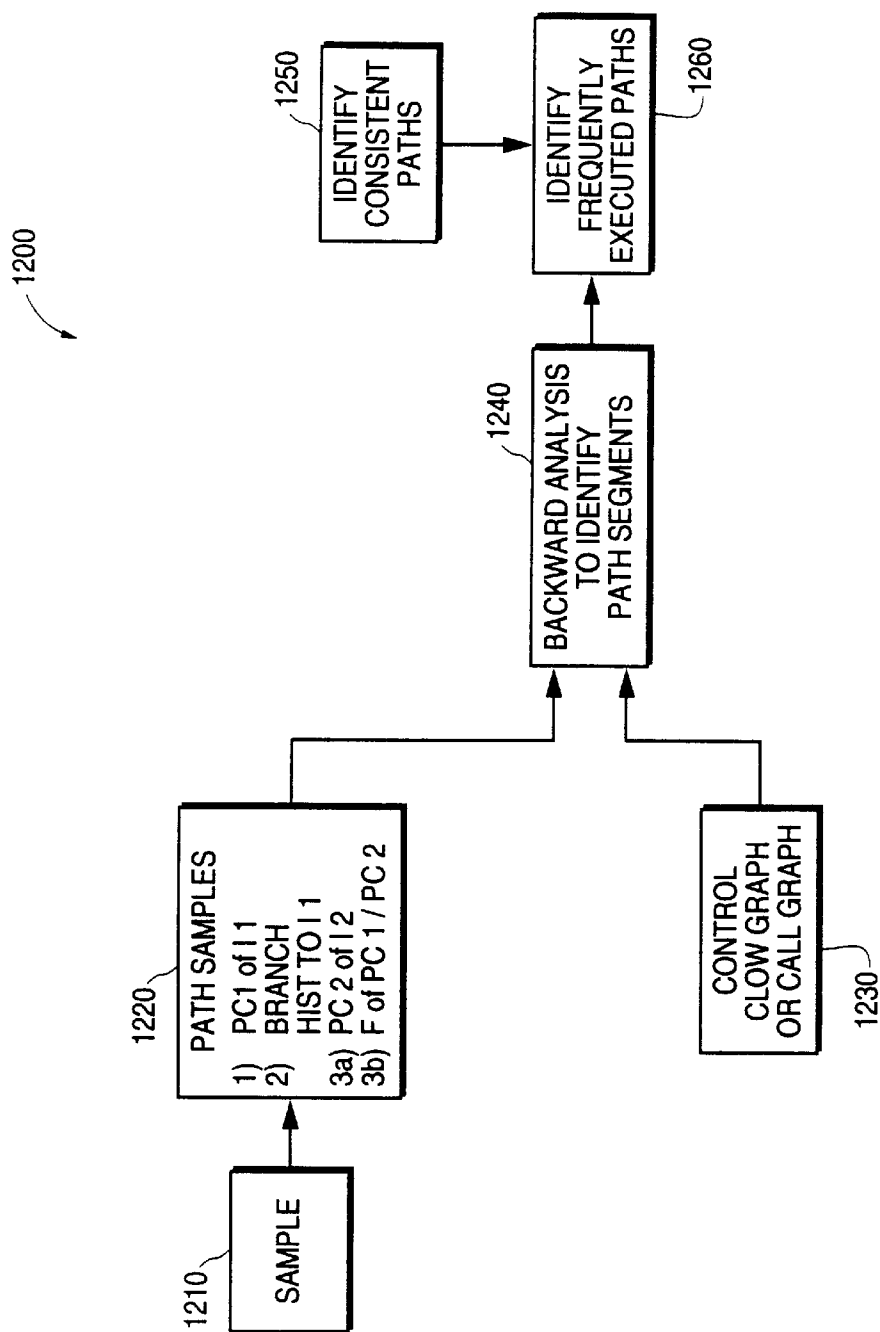 1200
1210
SAMPLE
1220
PATH SAMPLES
1) PC1 of I 1
2) BRANCH
HIST TO I 1
3a) PC 2 of I 2
3b) F of PC 1 / PC 2
1230
CONTROL
CLOW GRAPH
OR CALL GRAPH
1240
BACKWARD ANALYSIS
TO IDENTIFY
PATH SEGMENTS
1250
IDENTIFY
CONSISTENT
PATHS
1260
IDENTIFY
FREQUENTLY
EXECUTED PATHS